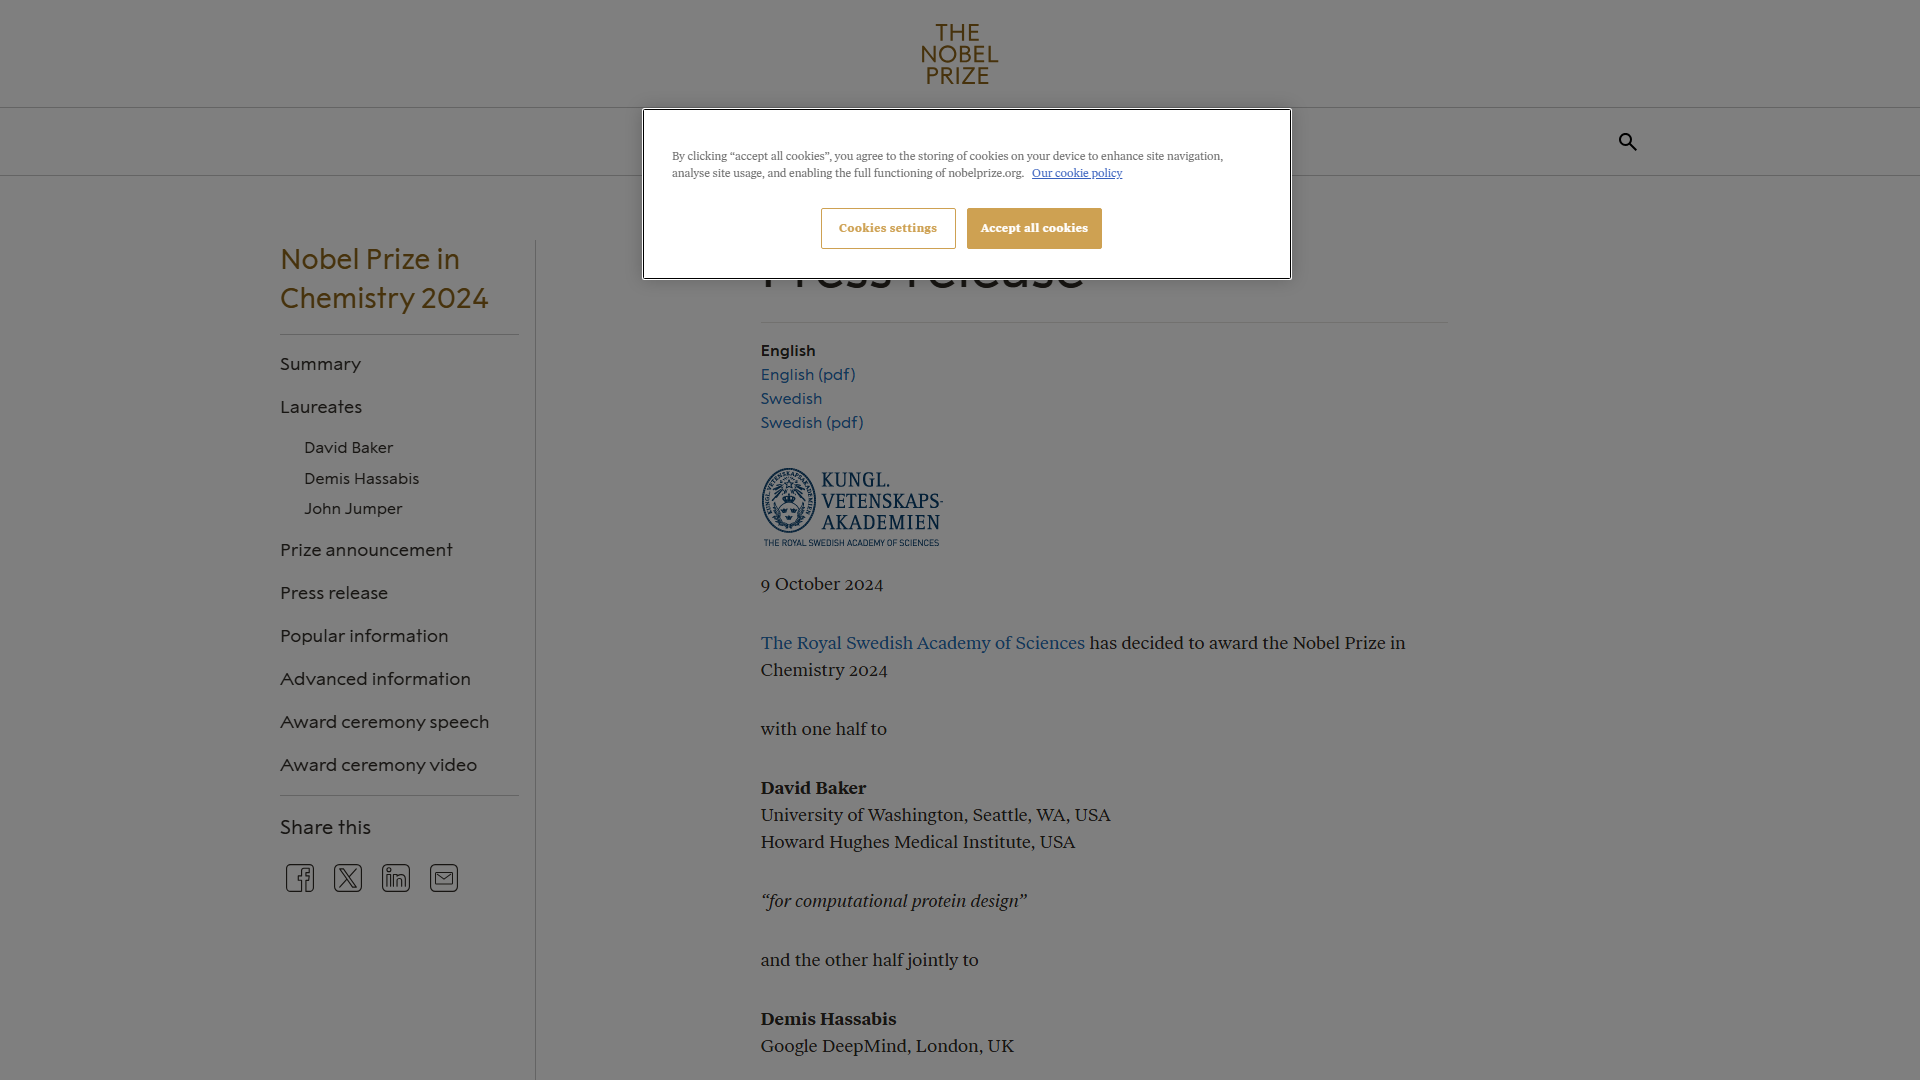 THE
NOBEL
PRIZE
By clicking “accept all cookies”, you agree to the storing of cookies on your device to enhance site navigation,
analyse site usage, and enabling the full functioning of nobelprize.org. Our cookie policy
Cookies settings
Accept all cookies
Nobel Prize in
Chemistry 2024
Summary
Laureates
David Baker
Demis Hassabis
John Jumper
Prize announcement
Press release
Popular information
Advanced information
Award ceremony speech
Award ceremony video
Share this
Press release
English
English (pdf)
Swedish
Swedish (pdf)
KUNGL.
VETENSKAPS-
AKADEMIEN
THE ROYAL SWEDISH ACADEMY OF SCIENCES
9 October 2024
The Royal Swedish Academy of Sciences has decided to award the Nobel Prize in
Chemistry 2024
with one half to
David Baker
University of Washington, Seattle, WA, USA
Howard Hughes Medical Institute, USA
“for computational protein design”
and the other half jointly to
Demis Hassabis
Google DeepMind, London, UK